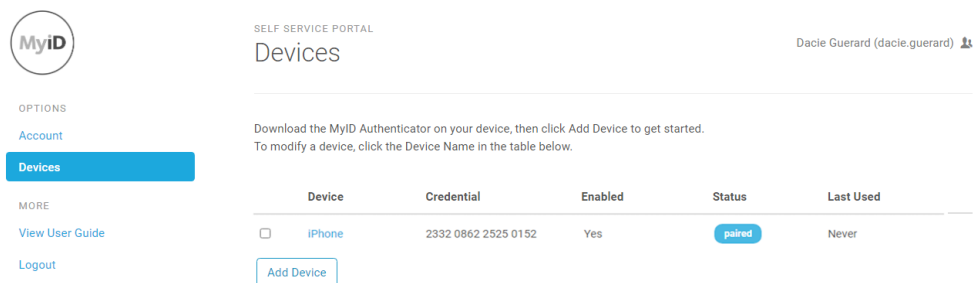 MyiD
SELF SERVICE PORTAL
Devices
Dacie Guerard (dacie.guerard)
OPTIONS
Account
Devices
MORE
View User Guide
Logout
Download the MyID Authenticator on your device, then click Add Device to get started.
To modify a device, click the Device Name in the table below.
Device Credential Enabled Status Last Used
iPhone 2332 0862 2525 0152 Yes paired Never
Add Device